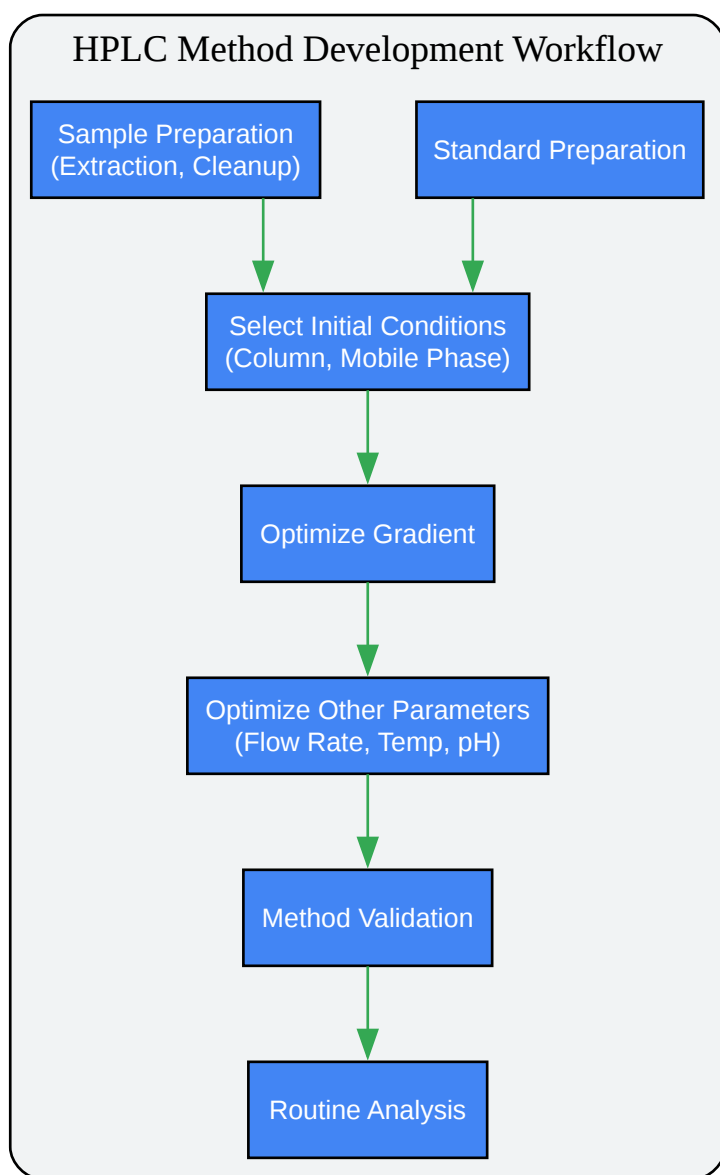 HPLC Method Development Workflow
Sample Preparation
(Extraction, Cleanup)
Standard Preparation
Select Initial Conditions
(Column, Mobile Phase)
Optimize Gradient
Optimize Other Parameters
(Flow Rate, Temp, pH)
Method Validation
Routine Analysis